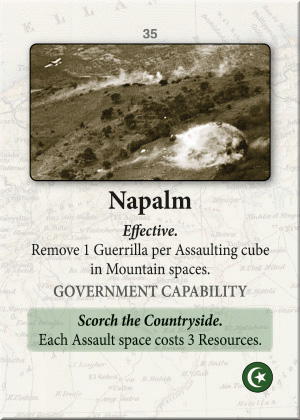 35
Napalm
Effective.
Remove 1 Guerrilla per Assaulting cube
in Mountain spaces.
GOVERNMENT CAPABILITY
Scorch the Countryside.
Each Assault space costs 3 Resources.